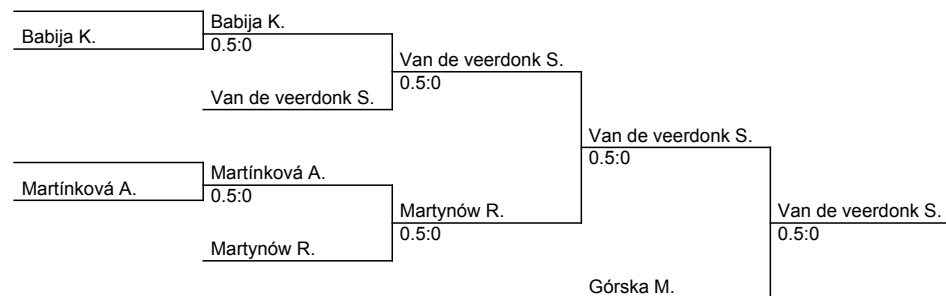 Babija K.
Babija K.
0.5:0
Van de veerdonk S.
Van de veerdonk S.
0.5:0
Van de veerdonk S.
0.5:0
Martínková A.
Martínková A.
0.5:0
Martynów R.
0.5:0
Martynów R.
Van de veerdonk S.
0.5:0
Górska M.